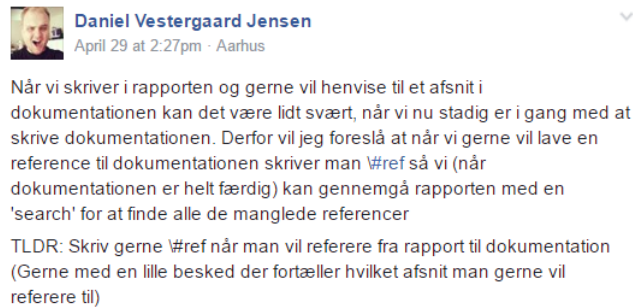 Daniel Vestergaard Jensen
April 29 at 2:27pm · Aarhus
Når vi skriver i rapporten og gerne vil henvise til et afsnit i
dokumentationen kan det være lidt svært, når vi nu stadig er i gang med at
skrive dokumentationen. Derfor vil jeg foreslå at når vi gerne vil lave en
reference til dokumentationen skriver man \#ref så vi (når
dokumentationen er helt færdig) kan gennemgå rapporten med en
'search' for at finde alle de manglede referencer
TLDR: Skriv gerne \#ref når man vil referere fra rapport til dokumentation
(Gerne med en lille besked der fortæller hvilket afsnit man gerne vil
referere til)